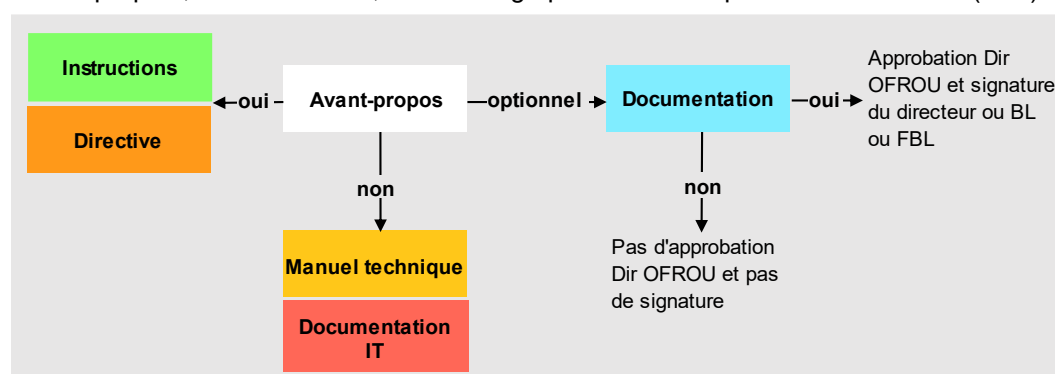 Instructions
Directive
oui
Avant-propos
optionnel
Documentation
oui
Approbation Dir
OFROU et signature
du directeur ou BL
ou FBL
non
non
Manuel technique
Documentation
IT
Pas d'approbation
Dir OFROU et pas
de signature